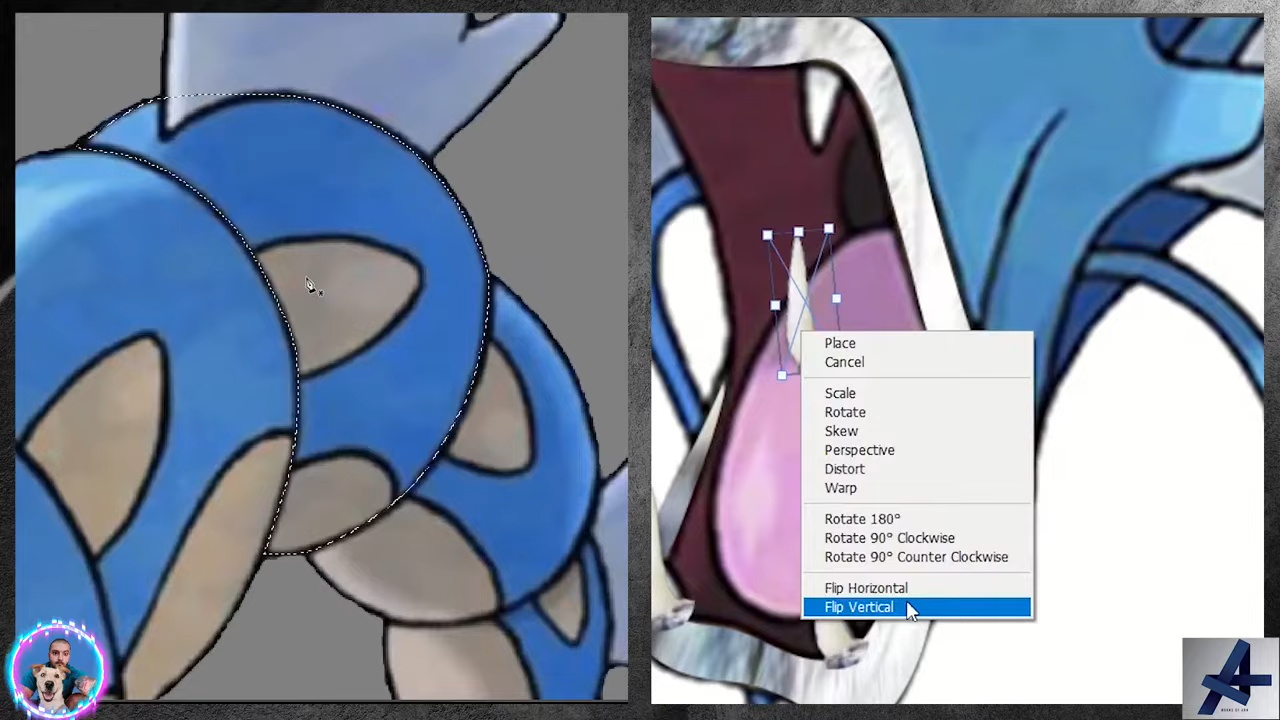 Place
Cancel
Scale
Rotate
Skew
Perspective
Distort
Warp
Rotate 180°
Rotate 90° Clockwise
Rotate 90° Counter Clockwise
Flip Horizontal
Flip Vertical